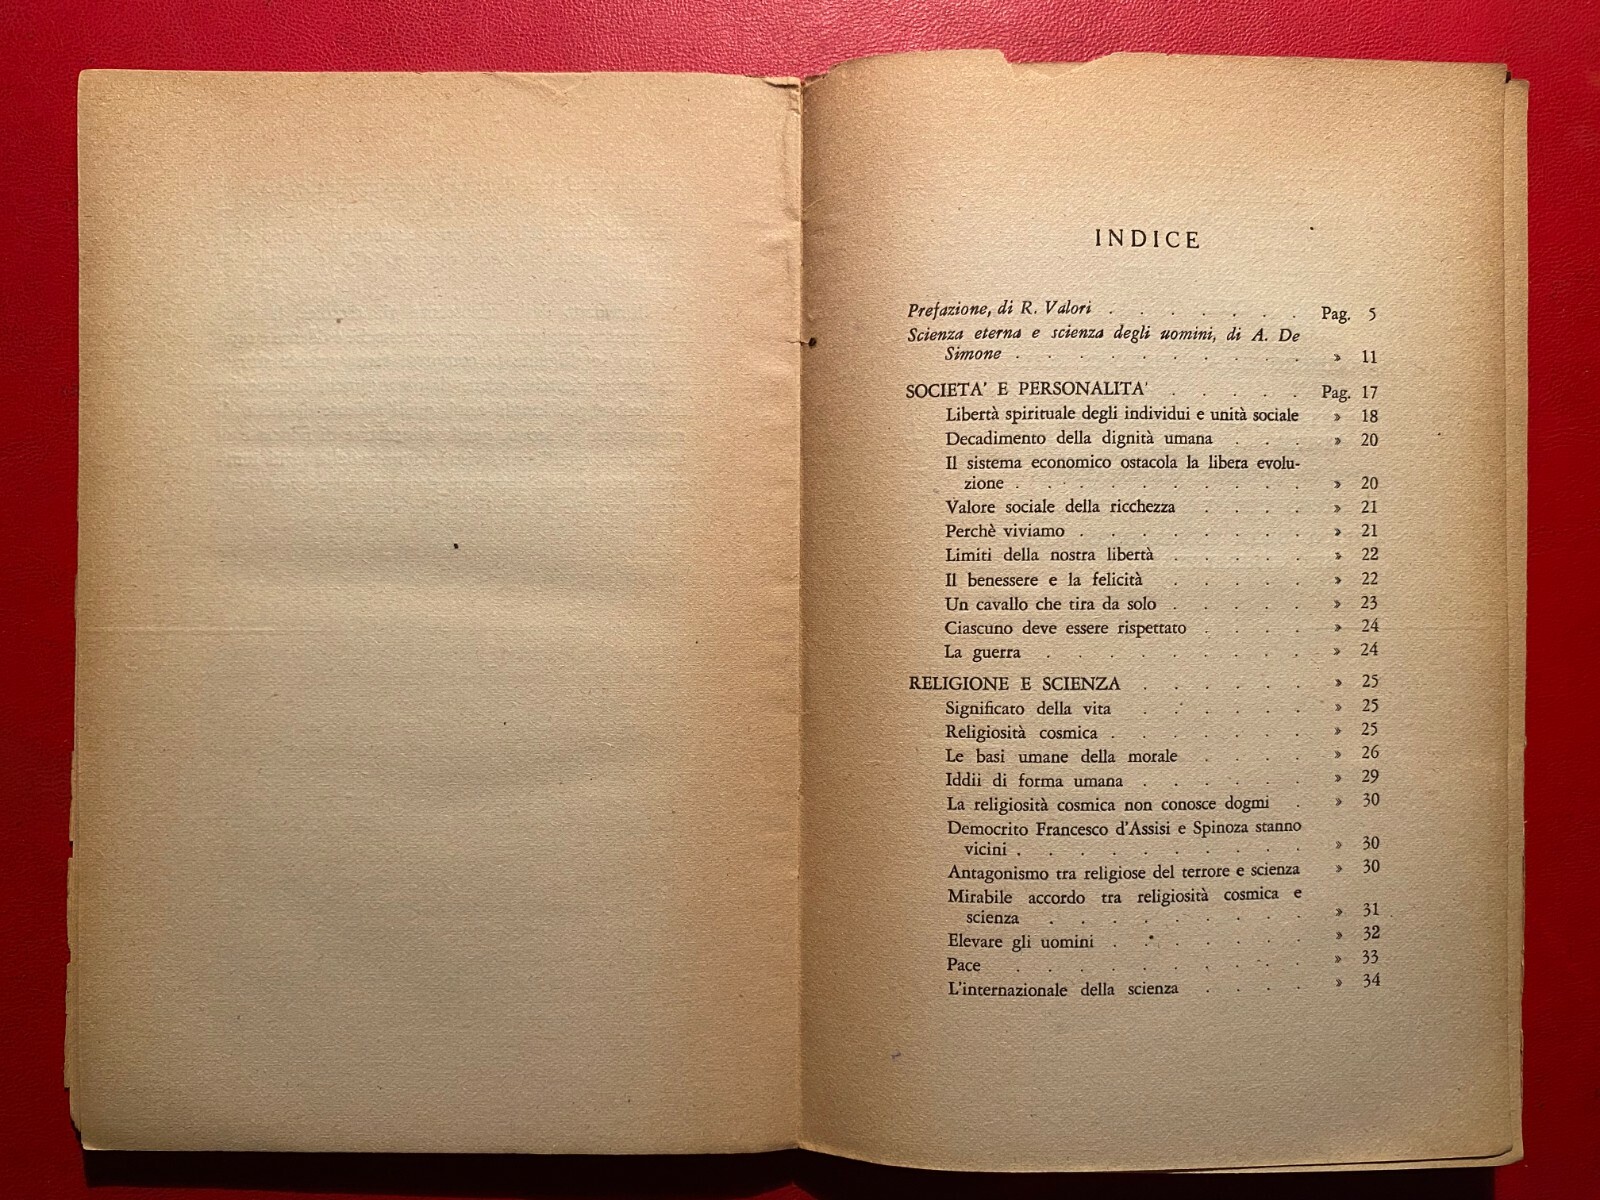 INDICE
Prefazione, di R. Valori . . . . . . . Pag. 5
Scienza eterna e scienza degli uomini, di A. De
Simone . . . . . . . . . . » 11
SOCIETA' E PERSONALITA' . . . . . Pag. 17
Libertà spirituale degli individui e unità sociale » 18
Decadimento della dignità umana . . . » 20
Il sistema economico ostacola la libera evolu-
zione . . . . . . . . . . » 20
Valore sociale della ricchezza . . . . » 21
Perchè viviamo . . . . . . . . » 21
Limiti della nostra libertà . . . . . » 22
Il benessere e la felicità . . . . . » 22
Un cavallo che tira da solo . . . . . » 23
Ciascuno deve essere rispettato . . . . » 24
La guerra . . . . . . . . . » 24
RELIGIONE E SCIENZA . . . . . . » 25
Significato della vita . . . . . . » 25
Religiosità cosmica . . . . . . . » 25
Le basi umane della morale . . . . » 26
Iddii di forma umana . . . . . . » 29
La religiosità cosmica non conosce dogmi . » 30
Democrito Francesco d'Assisi e Spinoza stanno
vicini . . . . . . . . . . » 30
Antagonismo tra religiose del terrore e scienza » 30
Mirabile accordo tra religiosità cosmica e
scienza . . . . . . . . . » 31
Elevare gli uomini . . . . . . . » 32
Pace . . . . . . . . . . » 33
L'internazionale della scienza . . . . » 34